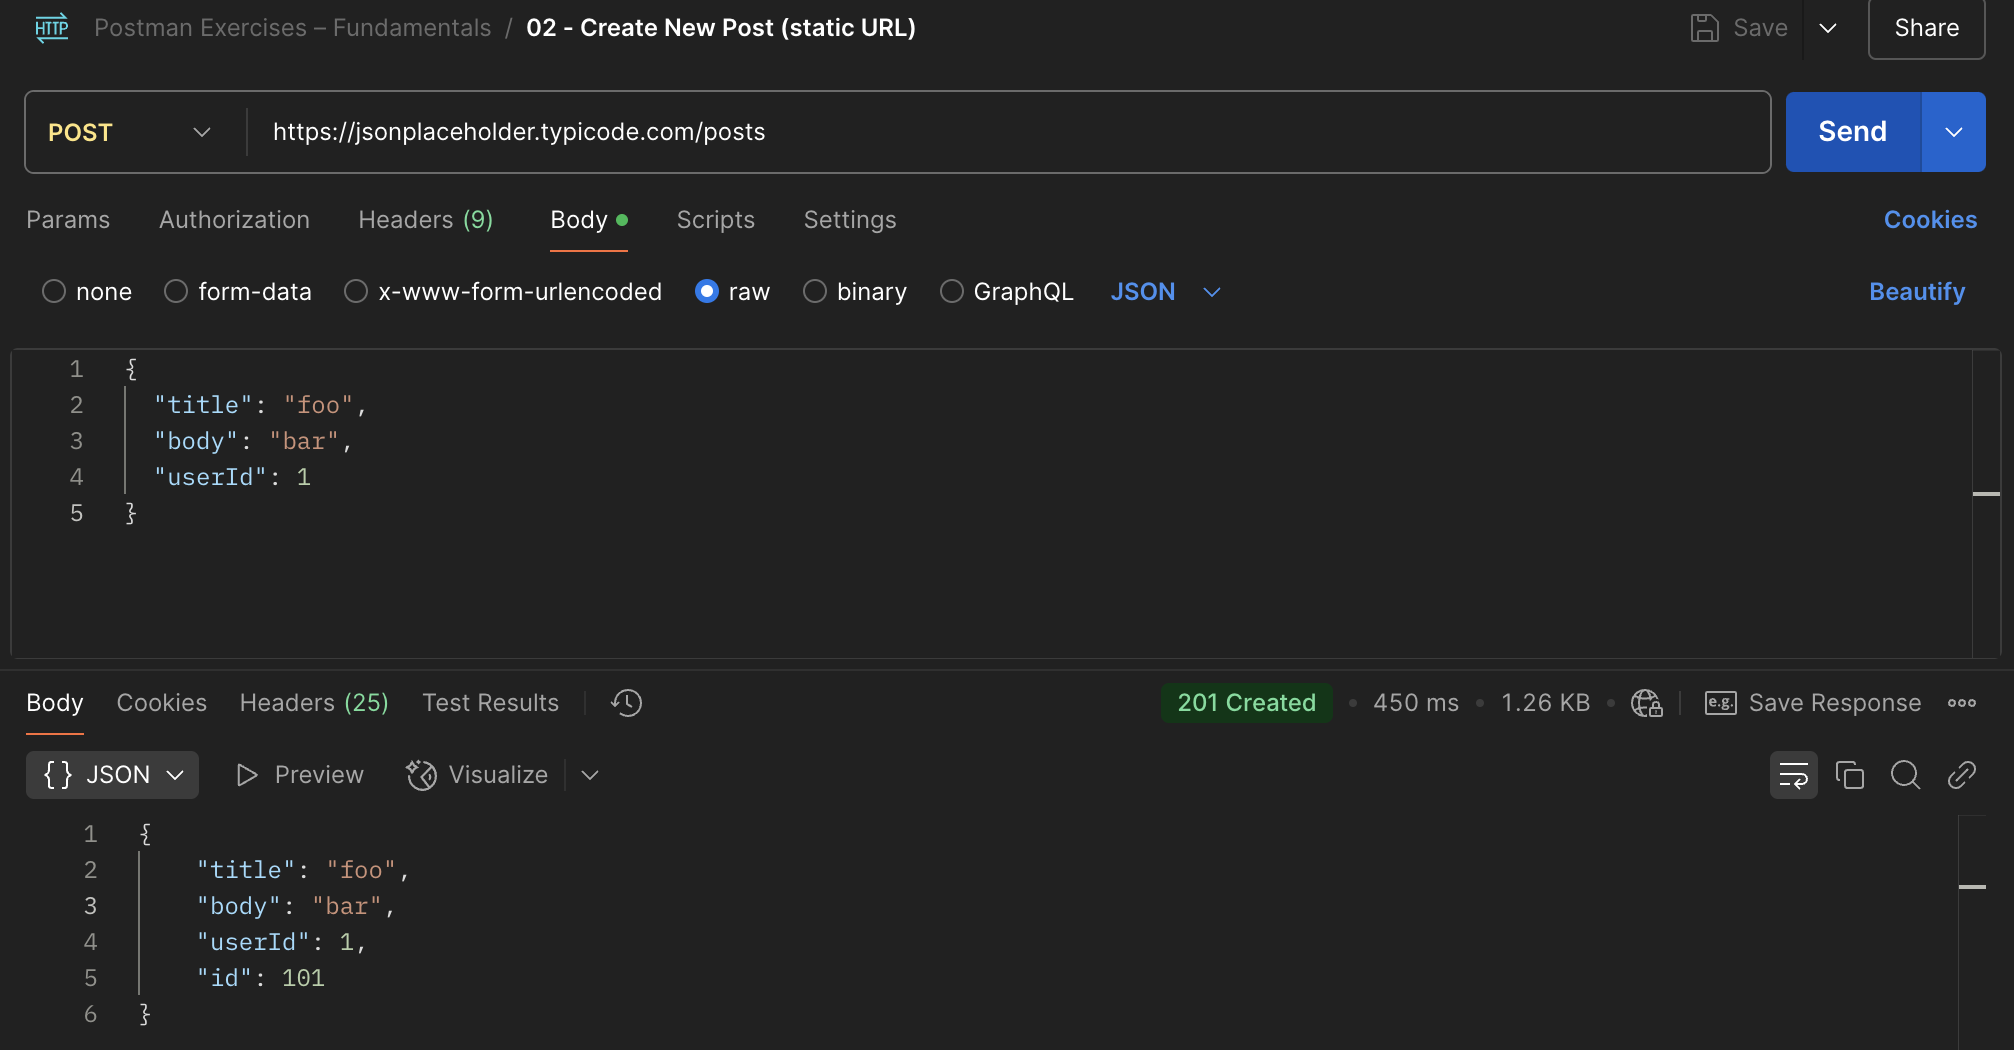 HTTP Postman Exercises – Fundamentals / 02 - Create New Post (static URL) Save Share
POST https://jsonplaceholder.typicode.com/posts Send
Params Authorization Headers (9) Body Scripts Settings Cookies
none form-data x-www-form-urlencoded raw binary GraphQL JSON Beautify
1 {
2 "title": "foo",
3 "body": "bar",
4 "userId": 1
5 }
Body Cookies Headers (25) Test Results 201 Created • 450 ms • 1.26 KB • e.g. Save Response
{ } JSON Preview Visualize
1 {
2 "title": "foo",
3 "body": "bar",
4 "userId": 1,
5 "id": 101
6 }